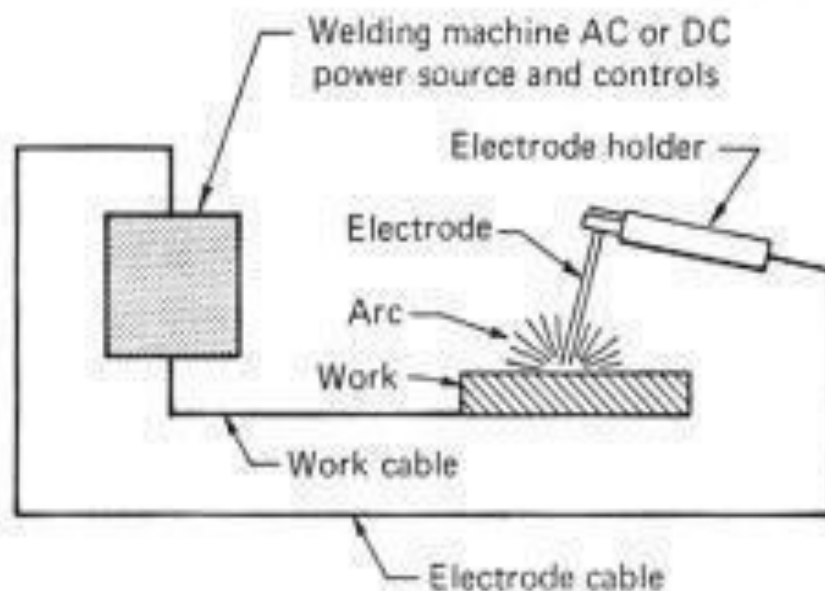 Welding machine AC or DC
power source and controls
Electrode holder
Electrode
Arc
Work
Work cable
Electrode cable